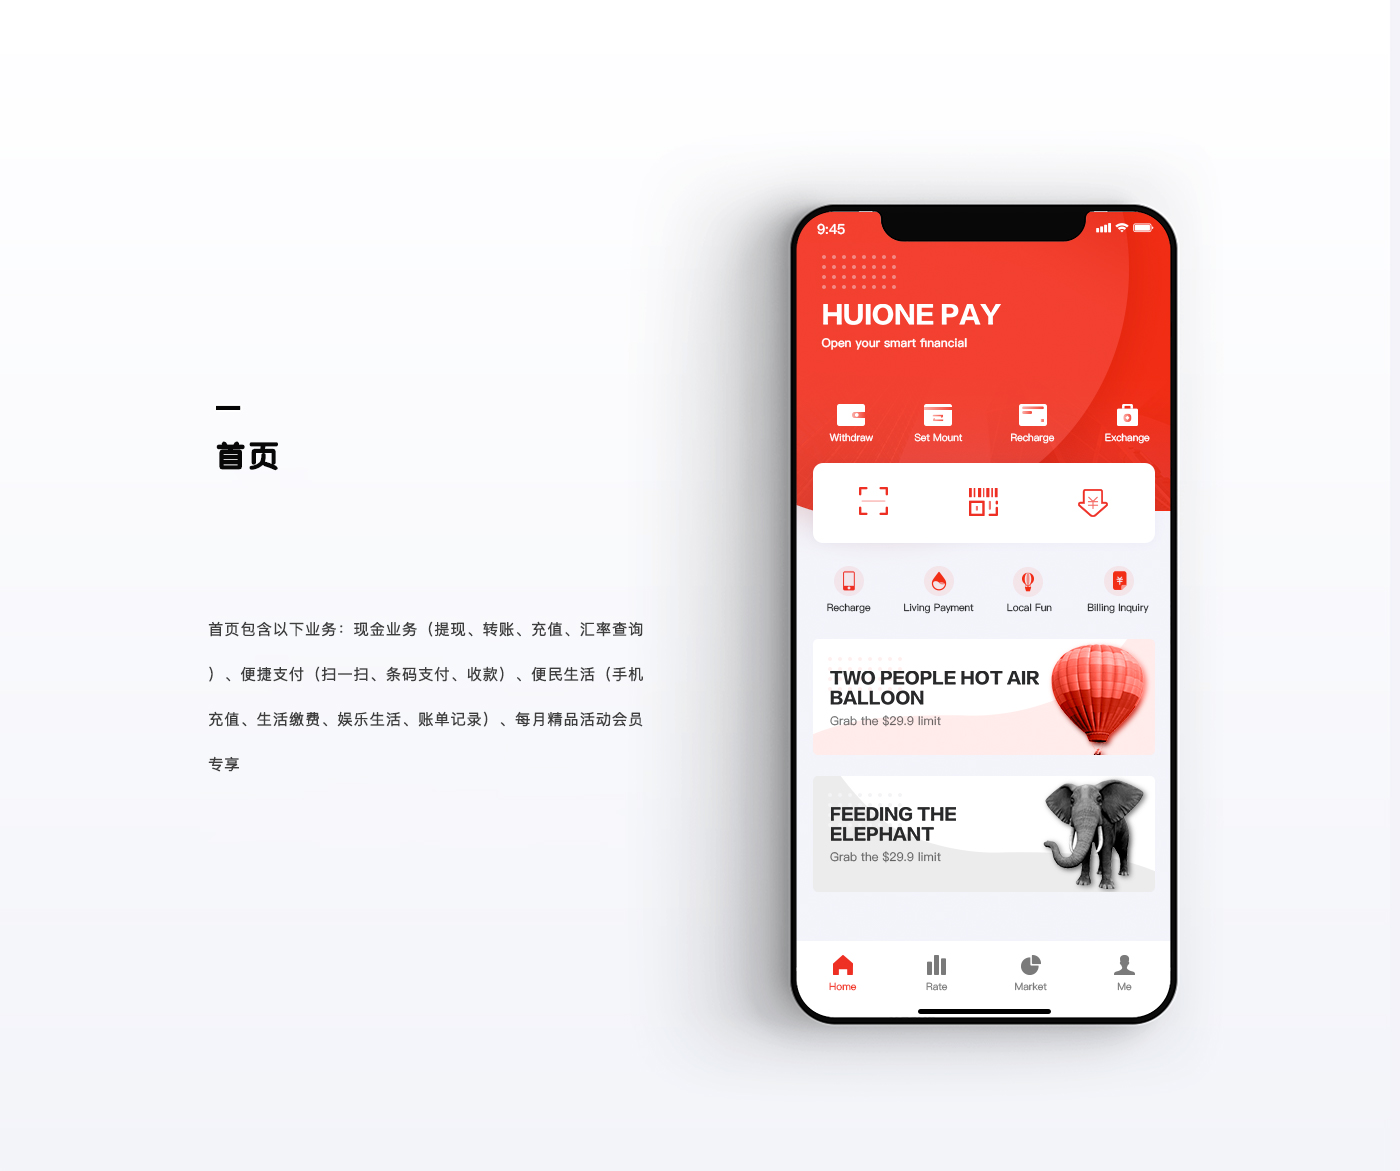 首页
首页包含以下业务：现金业务（提现、转账、充值、汇率查询
）、便捷支付（扫一扫、条码支付、收款）、便民生活（手机
充值、生活缴费、娱乐生活、账单记录）、每月精品活动会员
专享
9:45
HUIONE PAY
Open your smart financial
Withdraw
Set Mount
Recharge
Exchange
Recharge
Living Payment
Local Fun
Billing Inquiry
TWO PEOPLE HOT AIR
BALLOON
Grab the $29.9 limit
FEEDING THE
ELEPHANT
Grab the $29.9 limit
Home
Rate
Market
Me